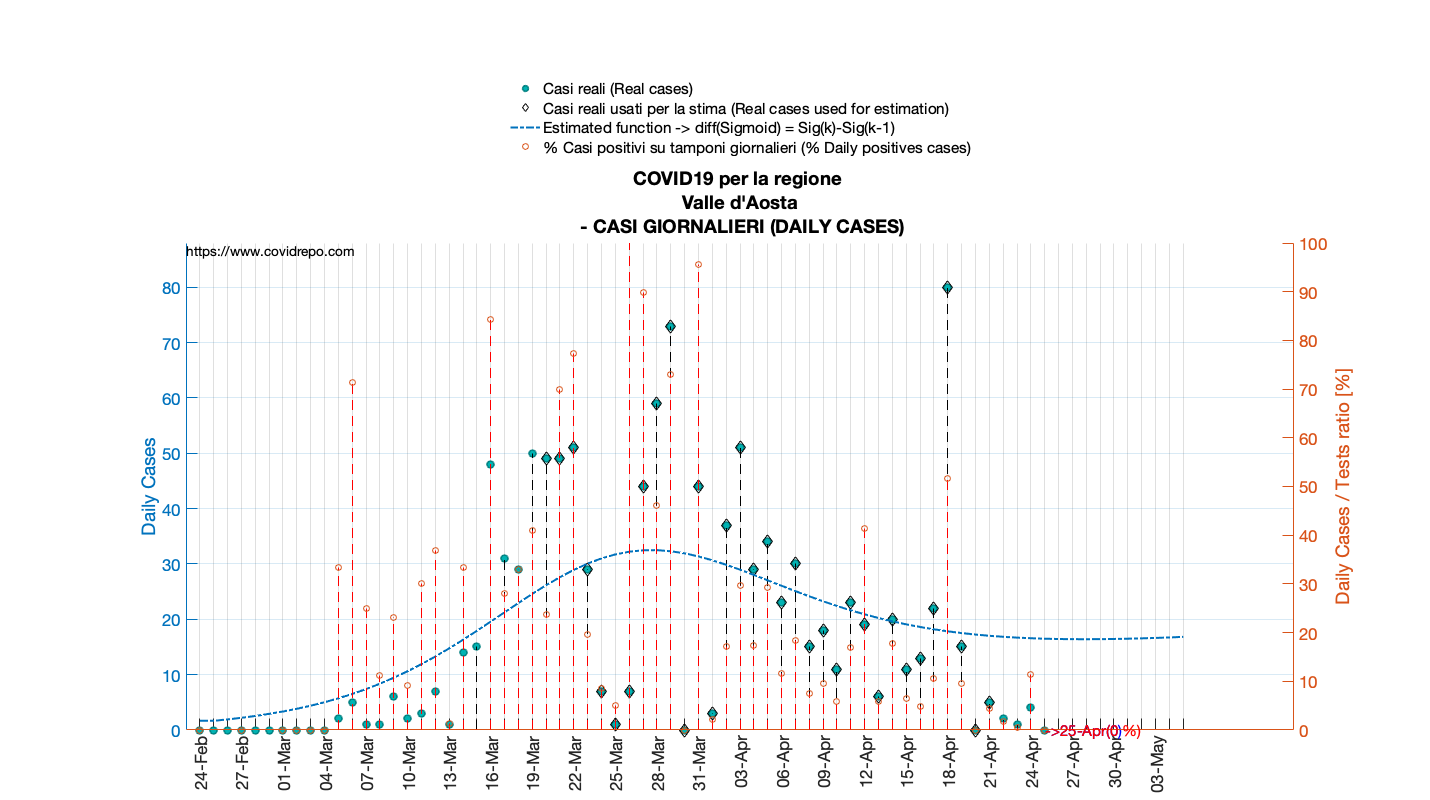 Casi reali (Real cases)
Casi reali usati per la stima (Real cases used for estimation)
Estimated function -> diff(Sigmoid) = Sig(k)-Sig(k-1)
% Casi positivi su tamponi giornalieri (% Daily positives cases)
COVID19 per la regione
Valle d'Aosta
- CASI GIORNALIERI (DAILY CASES)
https://www.covidrepo.com
Daily Cases
80
70
60
50
40
30
20
10
0
100
90
80
70
60
50
40
30
20
10
0
Daily Cases / Tests ratio [%]
->25-Apr(0%)
24-Feb
27-Feb
01-Mar
04-Mar
07-Mar
10-Mar
13-Mar
16-Mar
19-Mar
22-Mar
25-Mar
28-Mar
31-Mar
03-Apr
06-Apr
09-Apr
12-Apr
15-Apr
18-Apr
21-Apr
24-Apr
27-Apr
30-Apr
03-May